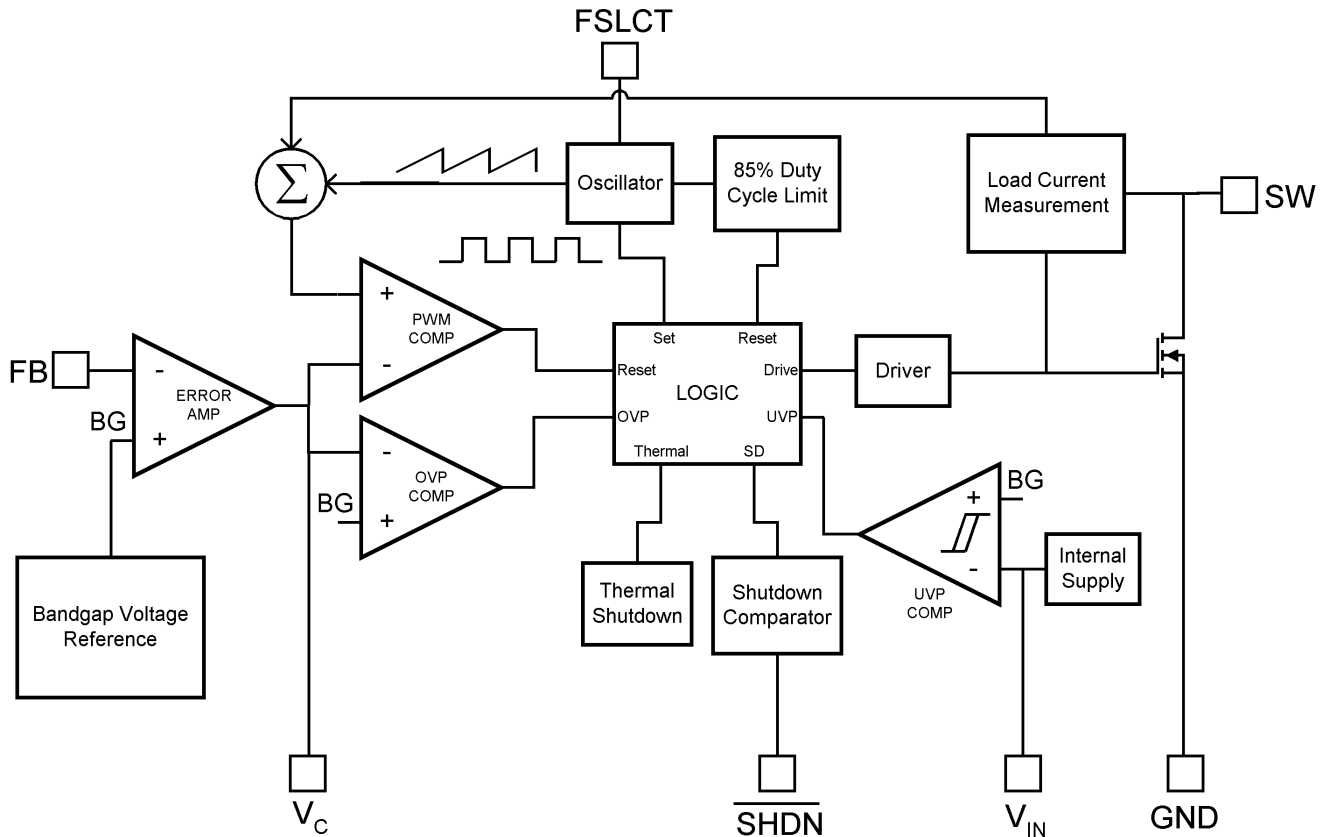 FSLCT
Σ
Oscillator
85% Duty
Cycle Limit
Load Current
Measurement
SW
+
PWM
COMP
-
Set
Reset
Reset
LOGIC
Drive
OVP
UVP
Thermal
SD
Driver
FB
-
ERROR
AMP
BG
+
-
OVP
COMP
BG
+
+
BG
-
UVP
COMP
Internal
Supply
Bandgap Voltage
Reference
Thermal
Shutdown
Shutdown
Comparator
VC
SHDN
VIN
GND